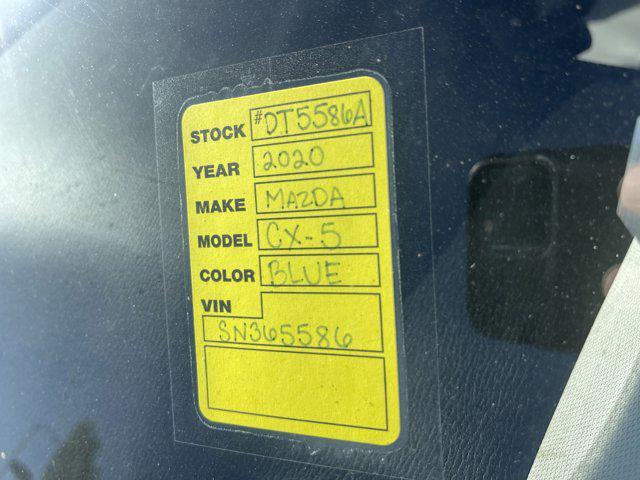 STOCK #DT5586A
YEAR 2020
MAKE MAZDA
MODEL CX-5
COLOR BLUE
VIN
SN365586